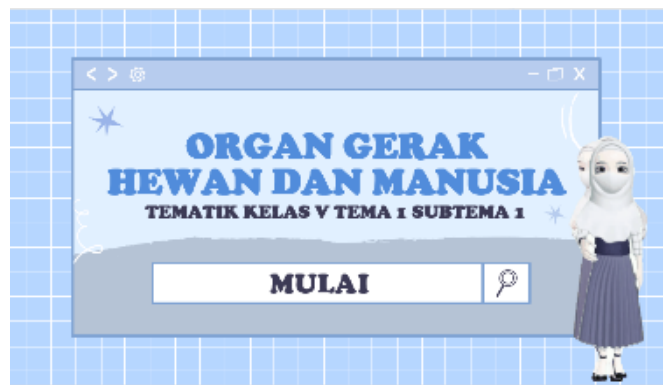 ORGAN GERAK
HEWAN DAN MANUSIA
TEMATIK KELAS V TEMA 1 SUBTEMA 1
MULAI